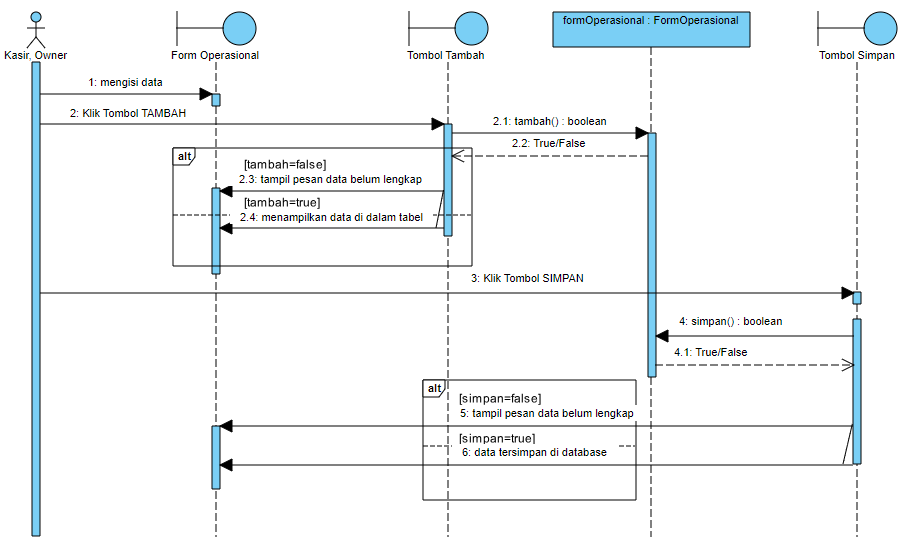 formOperasional : FormOperasional
Kasir, Owner
Form Operasional
Tombol Tambah
Tombol Simpan
1: mengisi data
2: Klik Tombol TAMBAH
2.1: tambah() : boolean
2.2: True/False
alt
[tambah=false]
2.3: tampil pesan data belum lengkap
[tambah=true]
2.4: menampilkan data di dalam tabel
3: Klik Tombol SIMPAN
4: simpan() : boolean
4.1: True/False
alt
[simpan=false]
5: tampil pesan data belum lengkap
[simpan=true]
6: data tersimpan di database